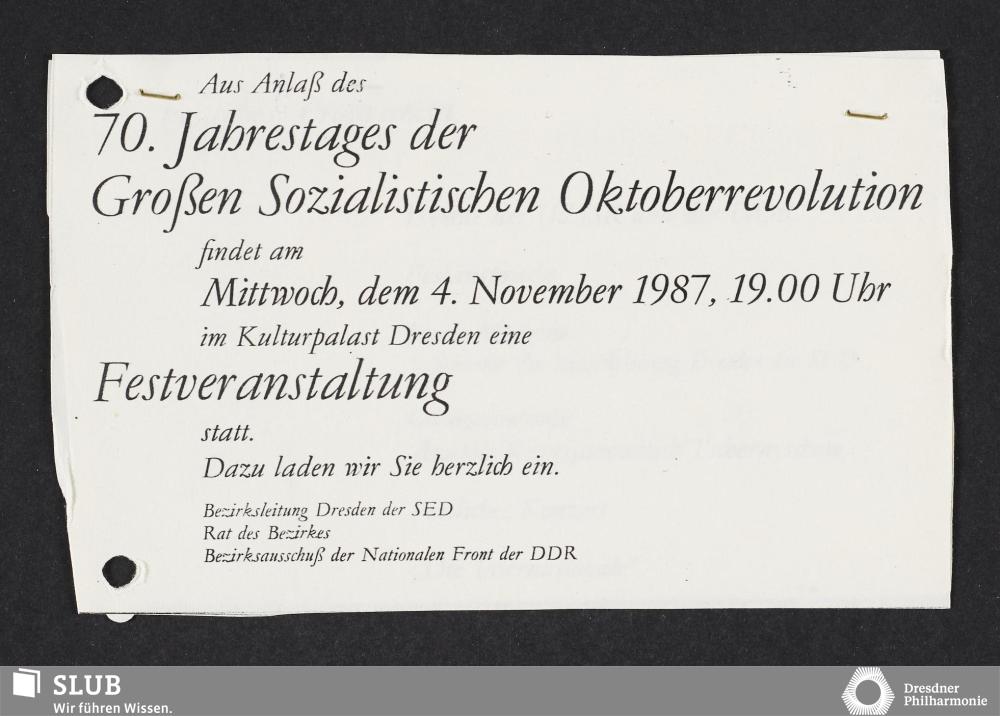 Aus Anlaß des
70. Jahrestages der
Großen Sozialistischen Oktoberrevolution
findet am
Mittwoch, dem 4. November 1987, 19.00 Uhr
im Kulturpalast Dresden eine
Festveranstaltung
statt.
Dazu laden wir Sie herzlich ein.
Bezirksleitung Dresden der SED
Rat des Bezirkes
Bezirksausschuß der Nationalen Front der DDR
SLUB
Wir führen Wissen.
Dresdner
Philharmonie